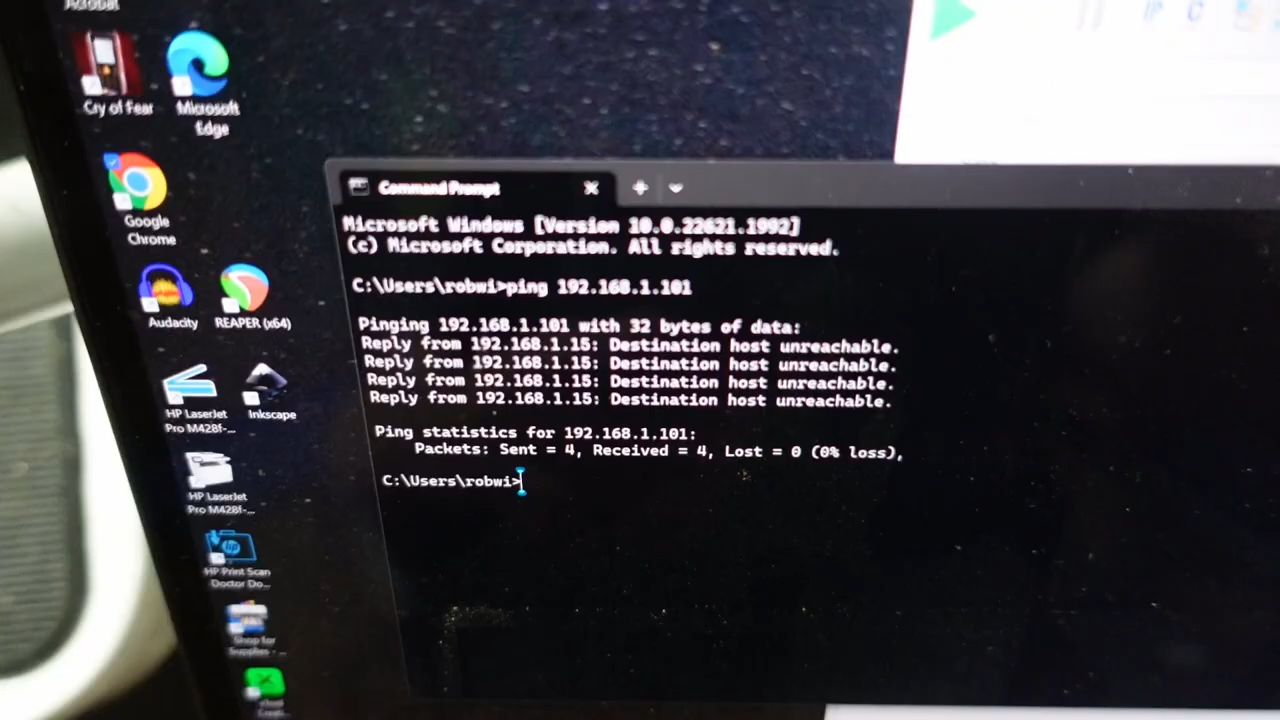 Acrobat
Cry of Fear
Microsoft
Edge
Google
Chrome
Audacity
REAPER (x64)
HP LaserJet
Pro M428f-...
Inkscape
HP LaserJet
Pro M428f-...
HP Print Scan
Doctor Do...
Shop for
Supplies - ...
Command Prompt
Microsoft Windows [Version 10.0.22621.1992]
(c) Microsoft Corporation. All rights reserved.
C:\Users\robwi>ping 192.168.1.101
Pinging 192.168.1.101 with 32 bytes of data:
Reply from 192.168.1.15: Destination host unreachable.
Reply from 192.168.1.15: Destination host unreachable.
Reply from 192.168.1.15: Destination host unreachable.
Reply from 192.168.1.15: Destination host unreachable.
Ping statistics for 192.168.1.101:
Packets: Sent = 4, Received = 4, Lost = 0 (0% loss),
C:\Users\robwi>